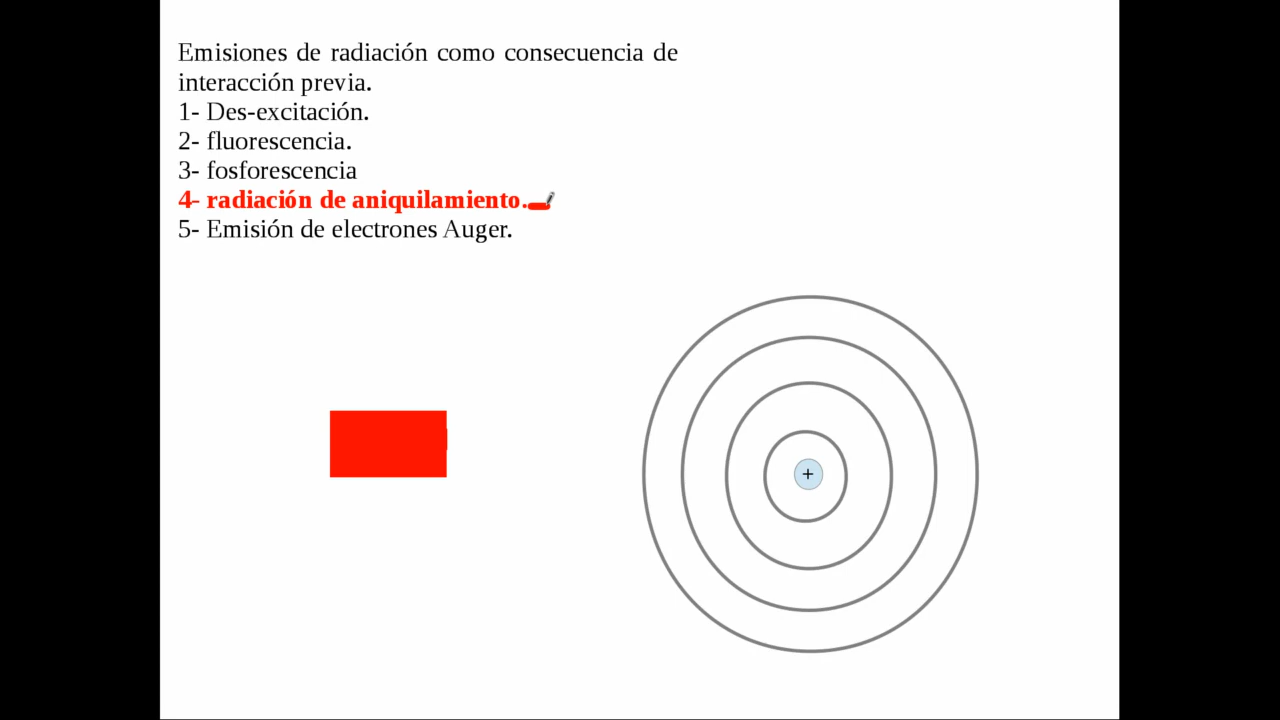 Emisiones de radiación como consecuencia de
interacción previa.
1- Des-excitación.
2- fluorescencia.
3- fosforescencia
4- radiación de aniquilamiento.
5- Emisión de electrones Auger.
+